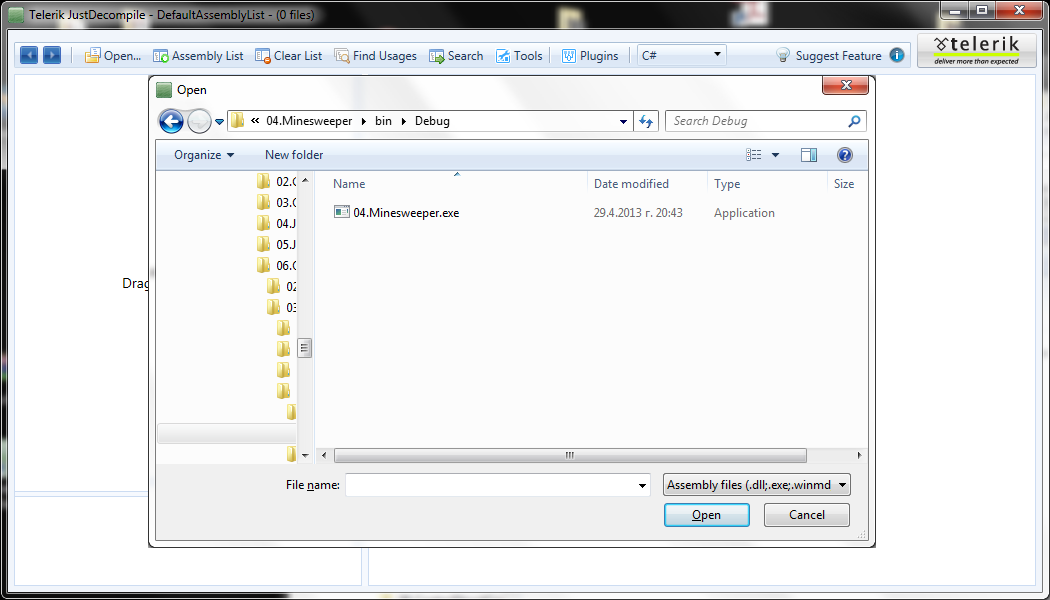 Telerik JustDecompile - DefaultAssemblyList - (0 files)
Open... Assembly List Clear List Find Usages Search Tools Plugins C# Suggest Feature
telerik
deliver more than expected
Open
« 04.Minesweeper bin Debug Search Debug
Organize New folder
Name Date modified Type Size
04.Minesweeper.exe 29.4.2013 г. 20:43 Application
02.C
03.C
04.J
05.J
06.C
02
03
Drag
File name: Assembly files (.dll;.exe;.winmd
Open Cancel